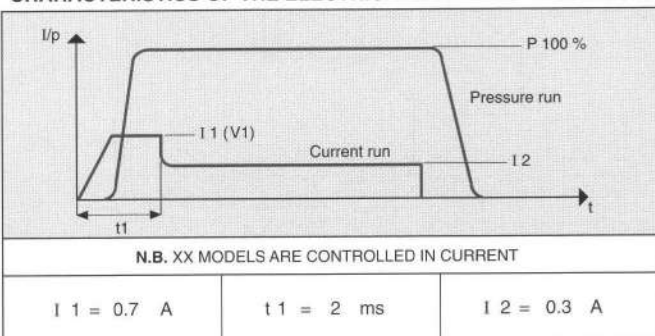 I/p
P 100 %
Pressure run
I 1 (V1)
Current run
I 2
t1
t
N.B. XX MODELS ARE CONTROLLED IN CURRENT
I 1 = 0.7 A
t 1 = 2 ms
I 2 = 0.3 A